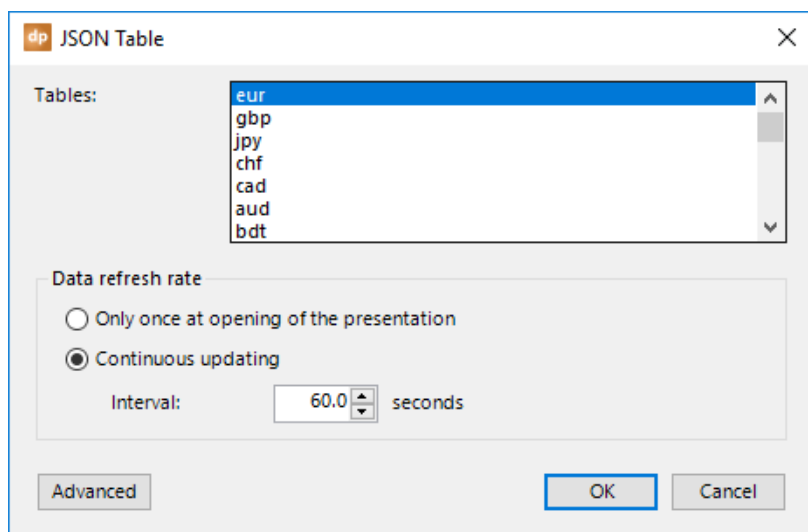 dp JSON Table
Tables:
eur
gbp
jpy
chf
cad
aud
bdt
Data refresh rate
Only once at opening of the presentation
Continuous updating
Interval: 60.0 seconds
Advanced OK Cancel